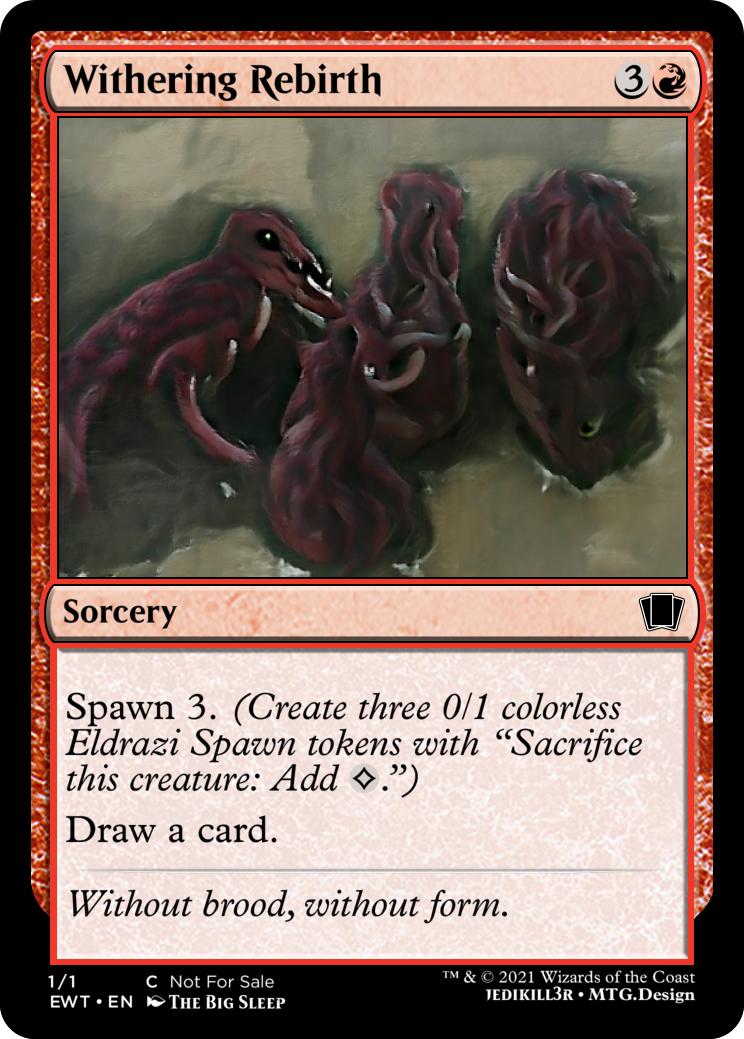 Withering Rebirth 3
Sorcery
Spawn 3. (Create three 0/1 colorless
Eldrazi Spawn tokens with “Sacrifice
this creature: Add .”)
Draw a card.
Without brood, without form.
1/1 C Not For Sale
EWT • EN The Big Sleep
™ & © 2021 Wizards of the Coast
JEDIKILL3R • MTG.Design